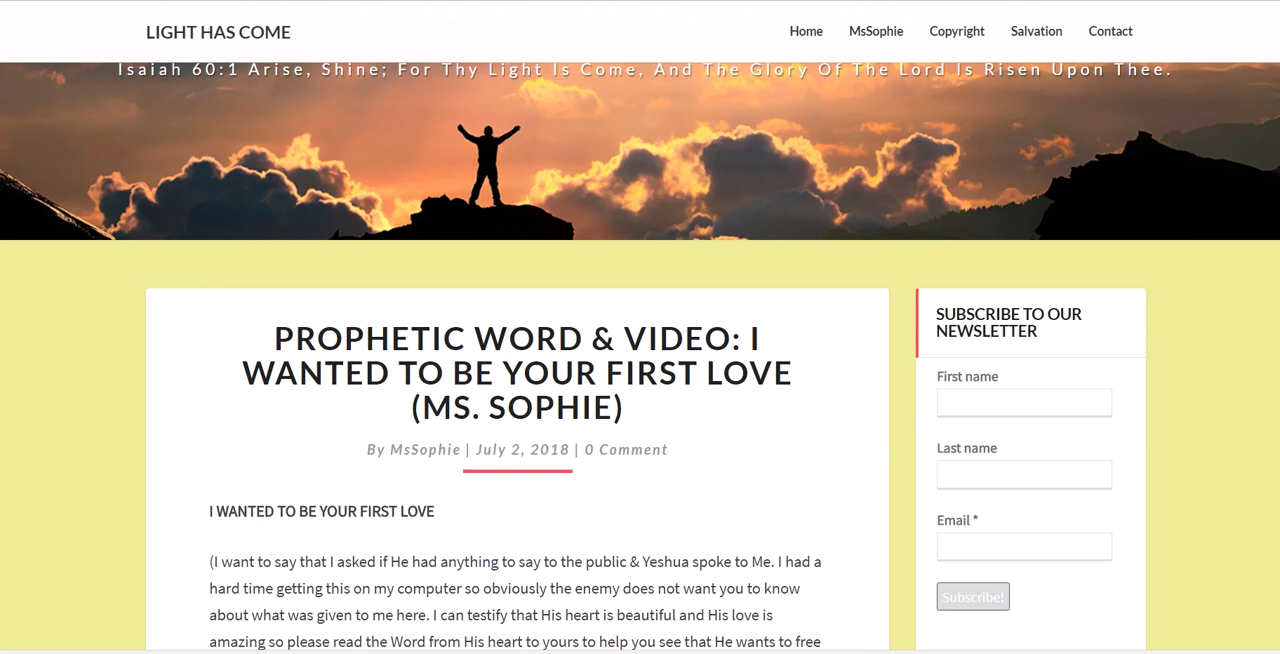 LIGHT HAS COME
Home MsSophie Copyright Salvation Contact
Isaiah 60:1 Arise, Shine; For Thy Light Is Come, And The Glory Of The Lord Is Risen Upon Thee.
PROPHETIC WORD & VIDEO: I
WANTED TO BE YOUR FIRST LOVE
(MS. SOPHIE)
By MsSophie | July 2, 2018 | 0 Comment
I WANTED TO BE YOUR FIRST LOVE
(I want to say that I asked if He had anything to say to the public & Yeshua spoke to Me. I had a
hard time getting this on my computer so obviously the enemy does not want you to know
about what was given to me here. I can testify that His heart is beautiful and His love is
amazing so please read the Word from His heart to yours to help you see that He wants to free
SUBSCRIBE TO OUR
NEWSLETTER
First name
Last name
Email *
Subscribe!